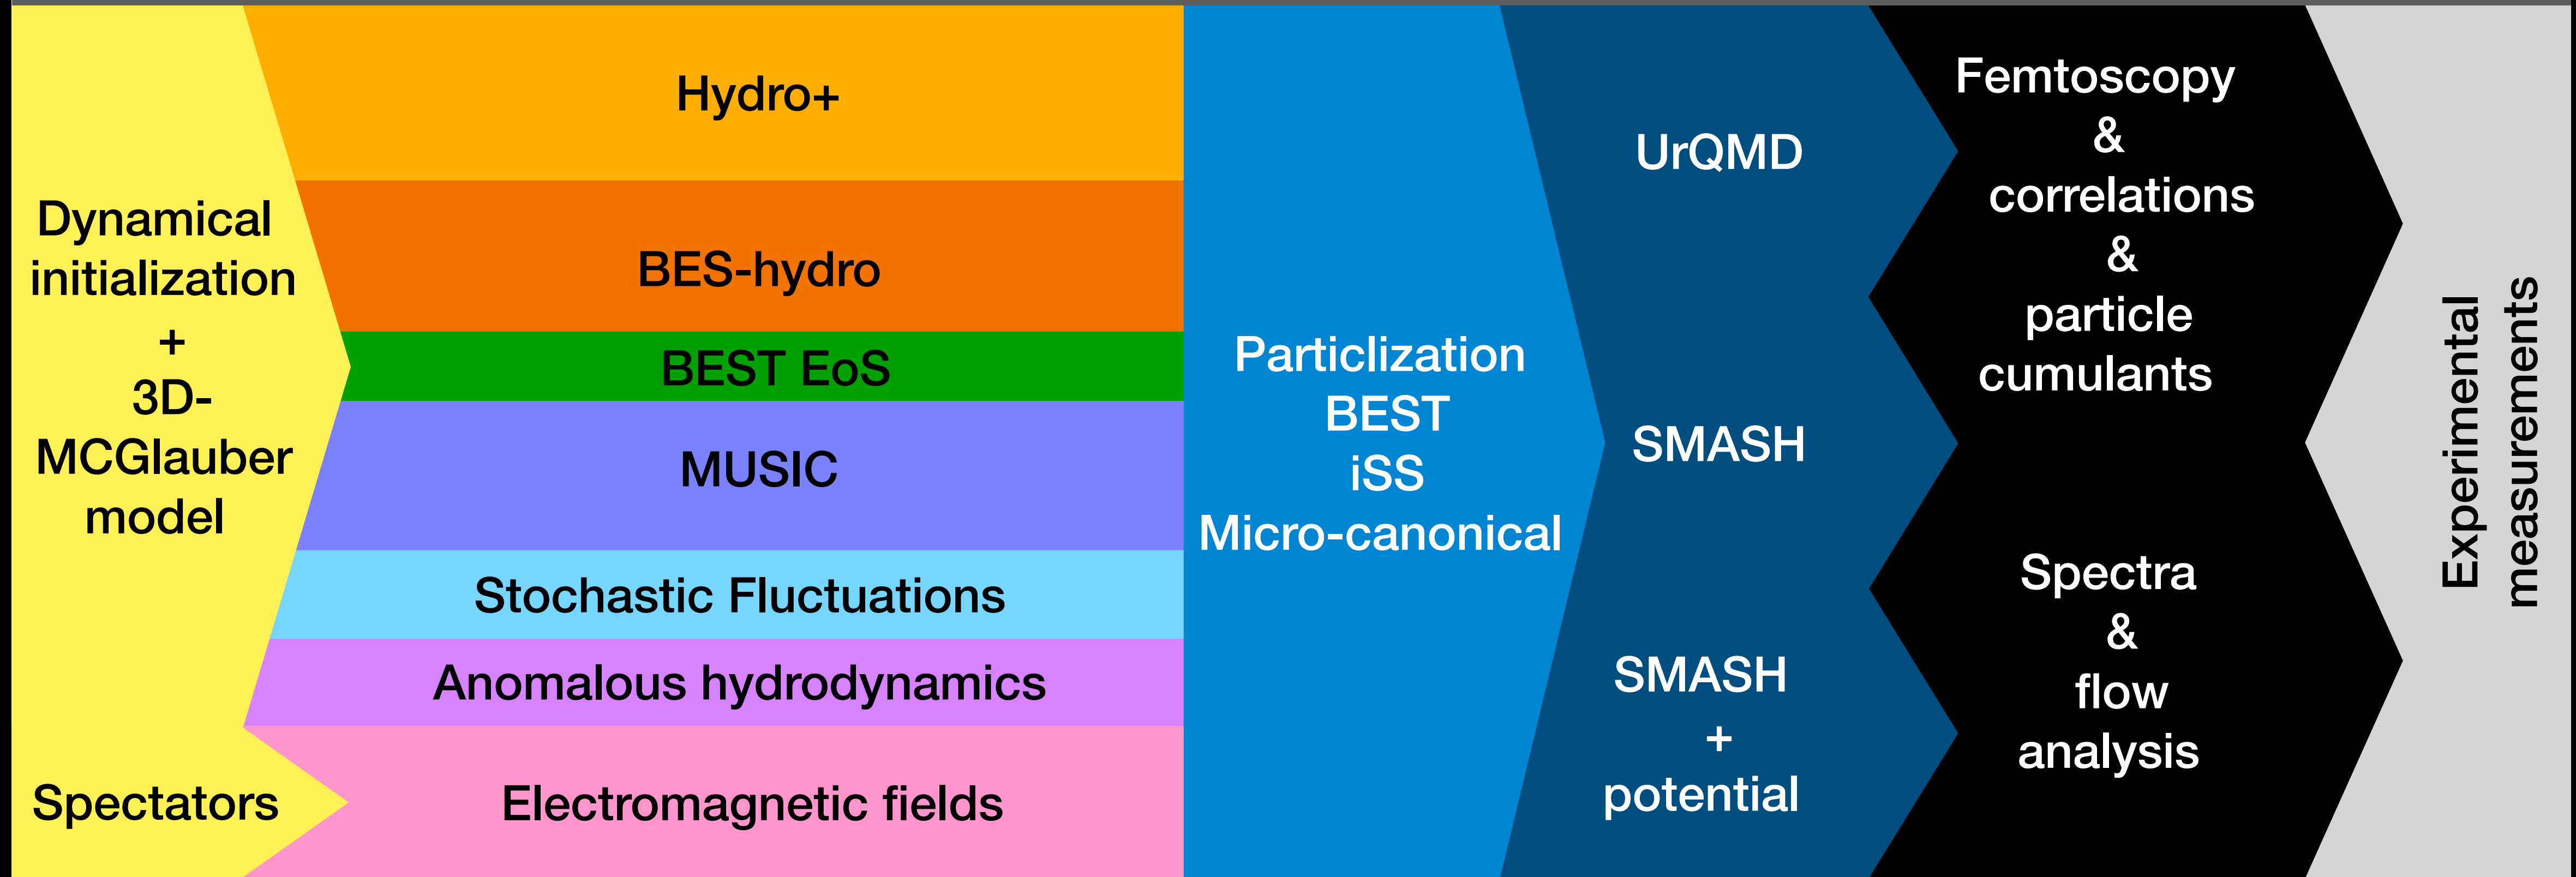 Dynamical
initialization
+
3D-
MCGlauber
model
Spectators
Hydro+
BES-hydro
BEST EoS
MUSIC
Stochastic Fluctuations
Anomalous hydrodynamics
Electromagnetic fields
Particlization
BEST
iSS
Micro-canonical
UrQMD
SMASH
SMASH
+
potential
Femtoscopy
&
correlations
&
particle
cumulants
Spectra
&
flow
analysis
Experimental
measurements